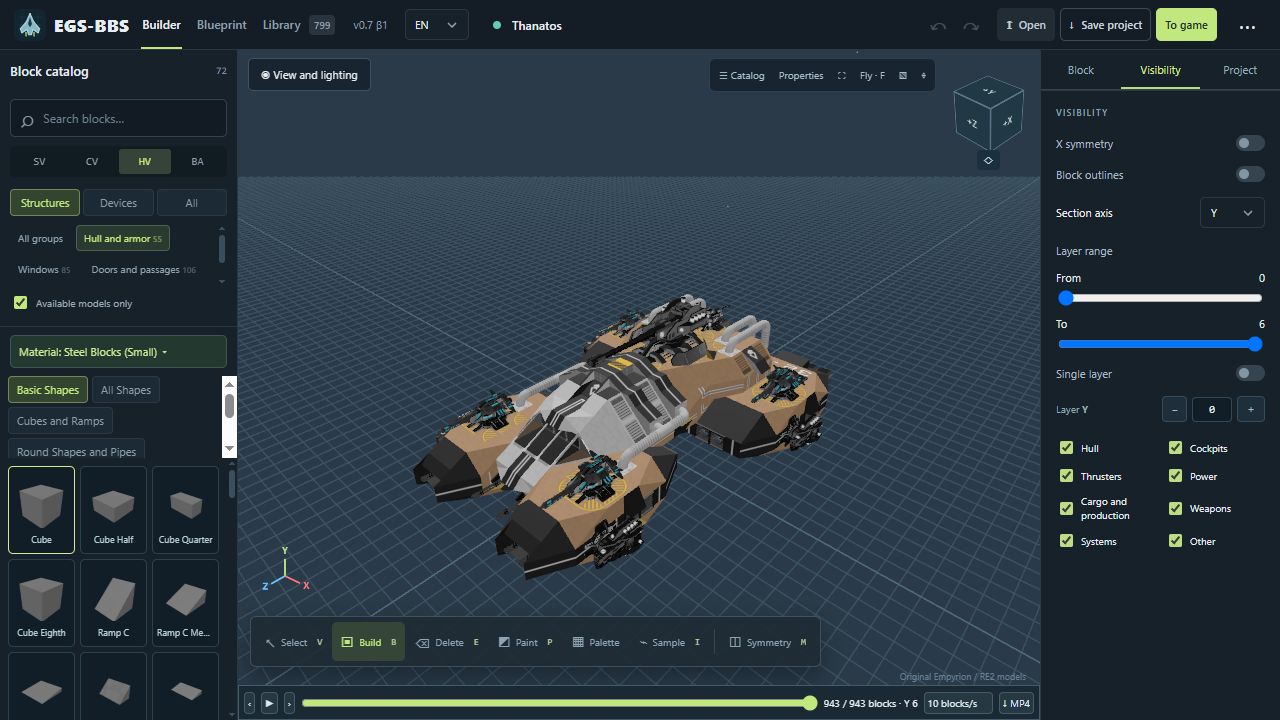 EGS-BBS Builder Blueprint Library 799 v0.7 β1 EN Thanatos Open Save project To game ...
Block catalog 72
Search blocks...
SV CV HV BA
Structures Devices All
All groups Hull and armor 55
Windows 85 Doors and passages 106
Available models only
Material: Steel Blocks (Small)
Basic Shapes All Shapes
Cubes and Ramps
Round Shapes and Pipes
Cube Cube Half Cube Quarter
Cube Eighth Ramp C Ramp C Me...
View and lighting
Catalog Properties Fly · F
+Z
Y
Z X
Select V Build B Delete E Paint P Palette Sample I Symmetry M
Original Empyrion / RE2 models
943 / 943 blocks · Y 6 10 blocks/s MP4
Block Visibility Project
VISIBILITY
X symmetry
Block outlines
Section axis Y
Layer range
From 0
To 6
Single layer
Layer Y − 0 +
Hull Cockpits
Thrusters Power
Cargo and
production Weapons
Systems Other